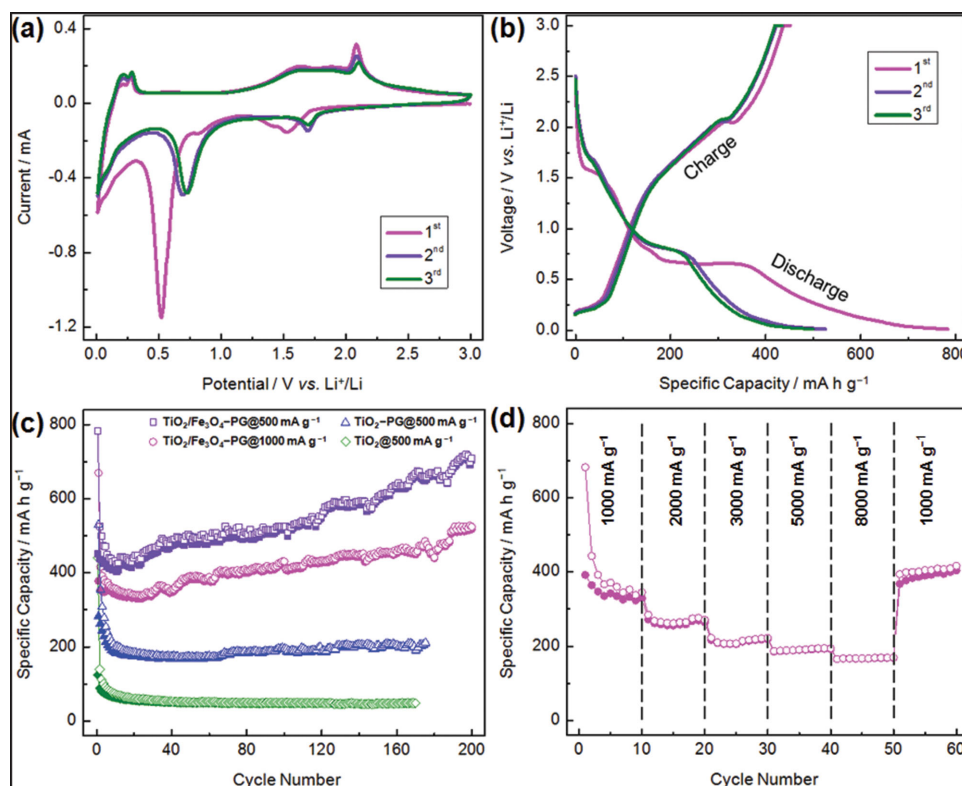 (a)
0.4
0.0
-0.4
-0.8
-1.2
Current / mA
1st
2nd
3rd
0.0 0.5 1.0 1.5 2.0 2.5 3.0
Potential / V vs. Li⁺/Li
(b)
3.0
2.5
2.0
1.5
1.0
0.5
0.0
Voltage / V vs. Li⁺/Li
1st
2nd
3rd
Charge
Discharge
0 200 400 600 800
Specific Capacity / mA h g⁻¹
(c)
800
600
400
200
0
Specific Capacity / mA h g⁻¹
TiO₂/Fe₃O₄−PG@500 mA g⁻¹ TiO₂−PG@500 mA g⁻¹
TiO₂/Fe₃O₄−PG@1000 mA g⁻¹ TiO₂@500 mA g⁻¹
0 40 80 120 160 200
Cycle Number
(d)
800
600
400
200
0
Specific Capacity / mA h g⁻¹
1000 mA g⁻¹
2000 mA g⁻¹
3000 mA g⁻¹
5000 mA g⁻¹
8000 mA g⁻¹
1000 mA g⁻¹
0 10 20 30 40 50 60
Cycle Number